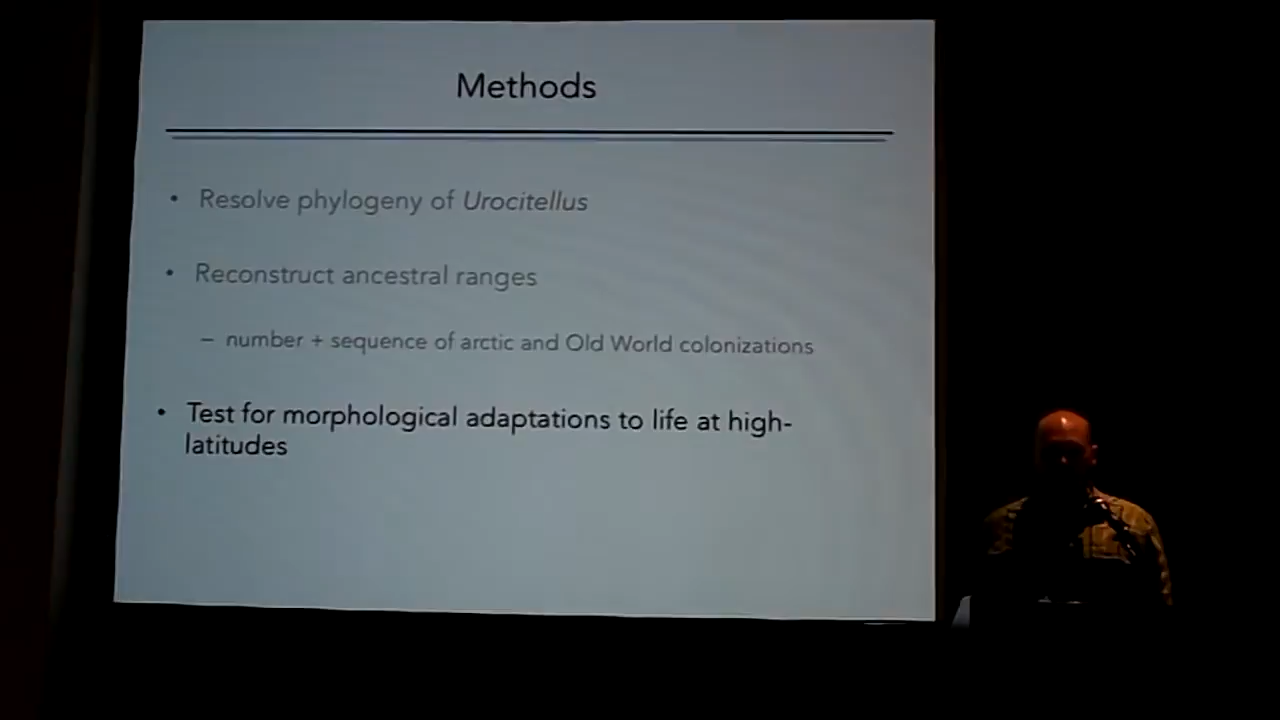 Methods
• Resolve phylogeny of Urocitellus
• Reconstruct ancestral ranges
– number + sequence of arctic and Old World colonizations
• Test for morphological adaptations to life at high-
latitudes